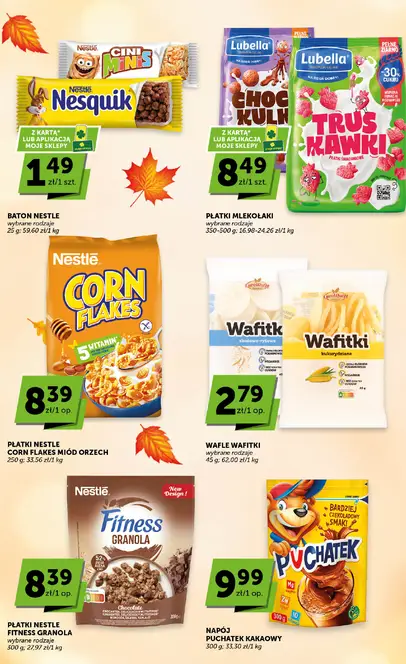 Nestlé
CINI
MINIS
Nestlé
Nesquik
Z KARTĄ*
LUB APLIKACJĄ
MOJE SKLEPY
1 49
zł/1 szt.
BATON NESTLE
wybrane rodzaje
25 g; 59,60 zł/1 kg
Lubella
CHOCO
KULKI
Lubella
PEŁNE
ZIARNO
-30%
CUKRU
TRUS
KAWKI
Z KARTĄ*
LUB APLIKACJĄ
MOJE SKLEPY
8 49
zł/1 op.
PŁATKI MLEKOŁAKI
wybrane rodzaje
350-500 g; 16,98-24,26 zł/1 kg
Nestlé
CORN
FLAKES
5 WITAMIN
8 39
zł/1 op.
PŁATKI NESTLE
CORN FLAKES MIÓD ORZECH
250 g; 33,56 zł/1 kg
Wafitki
Wafitki
kukurydziane
2 79
zł/1 op.
WAFLE WAFITKI
wybrane rodzaje
45 g; 62,00 zł/1 kg
Nestlé
New
Design!
Fitness
GRANOLA
Chocolate
8 39
zł/1 op.
PŁATKI NESTLE
FITNESS GRANOLA
wybrane rodzaje
300 g; 27,97 zł/1 kg
BARDZIEJ
CZEKOLADOWY
SMAK!
PUCHATEK
300 g
9 99
zł/1 op.
NAPÓJ
PUCHATEK KAKAOWY
300 g; 33,30 zł/1 kg